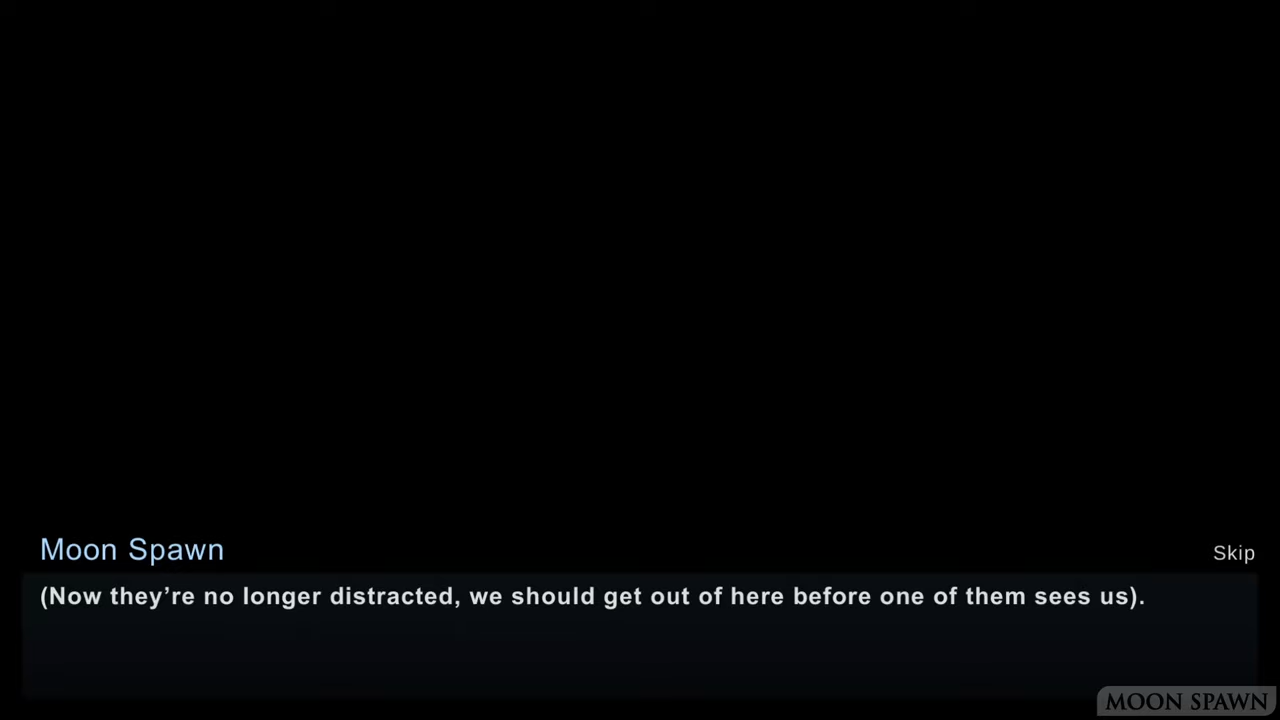 Moon Spawn
Skip
(Now they’re no longer distracted, we should get out of here before one of them sees us).
MOON SPAWN